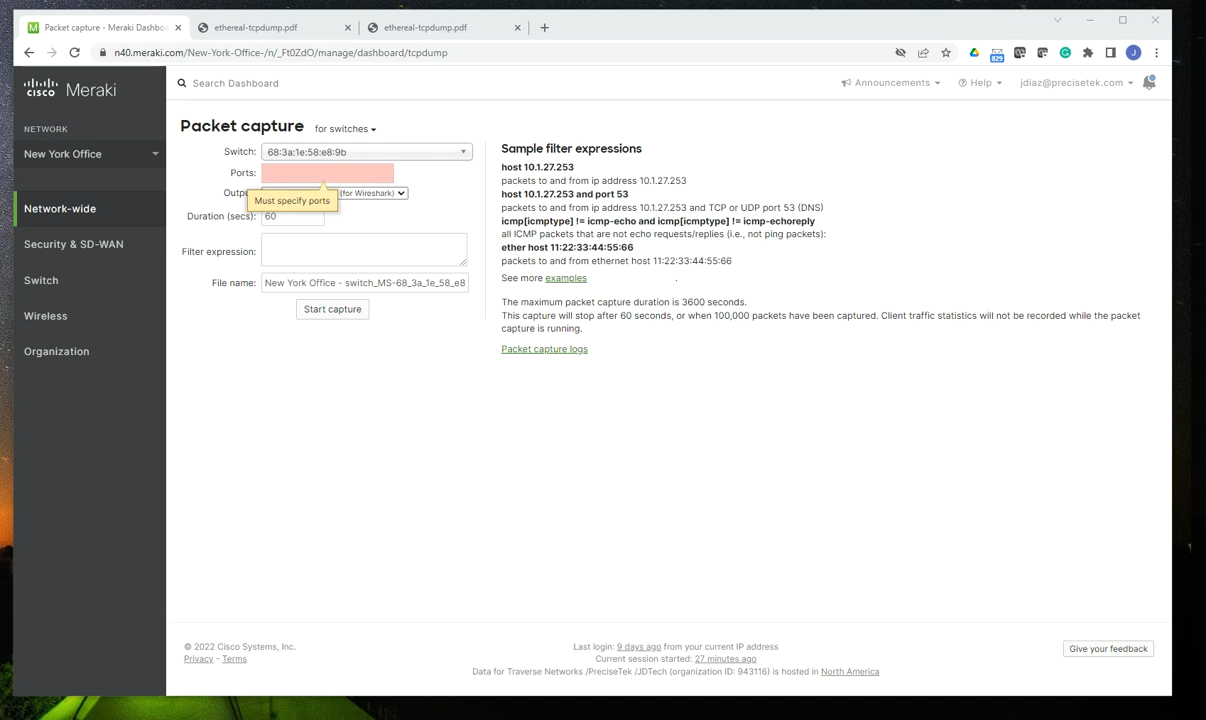 Packet capture - Meraki Dashbo
ethereal-tcpdump.pdf
ethereal-tcpdump.pdf
n40.meraki.com/New-York-Office-/n/_Ft0ZdO/manage/dashboard/tcpdump
829
J
cisco Meraki
Search Dashboard
Announcements
Help
jdiaz@precisetek.com
NETWORK
New York Office
Network-wide
Security & SD-WAN
Switch
Wireless
Organization
Packet capture for switches
Switch: 68:3a:1e:58:e8:9b
Ports:
Must specify ports
Outpu (for Wireshark)
Duration (secs): 60
Filter expression:
File name: New York Office - switch_MS-68_3a_1e_58_e8
Start capture
Sample filter expressions
host 10.1.27.253
packets to and from ip address 10.1.27.253
host 10.1.27.253 and port 53
packets to and from ip address 10.1.27.253 and TCP or UDP port 53 (DNS)
icmp[icmptype] != icmp-echo and icmp[icmptype] != icmp-echoreply
all ICMP packets that are not echo requests/replies (i.e., not ping packets):
ether host 11:22:33:44:55:66
packets to and from ethernet host 11:22:33:44:55:66
See more examples .
The maximum packet capture duration is 3600 seconds.
This capture will stop after 60 seconds, or when 100,000 packets have been captured. Client traffic statistics will not be recorded while the packet
capture is running.
Packet capture logs
© 2022 Cisco Systems, Inc.
Privacy - Terms
Last login: 9 days ago from your current IP address
Current session started: 27 minutes ago
Data for Traverse Networks /PreciseTek /JDTech (organization ID: 943116) is hosted in North America
Give your feedback